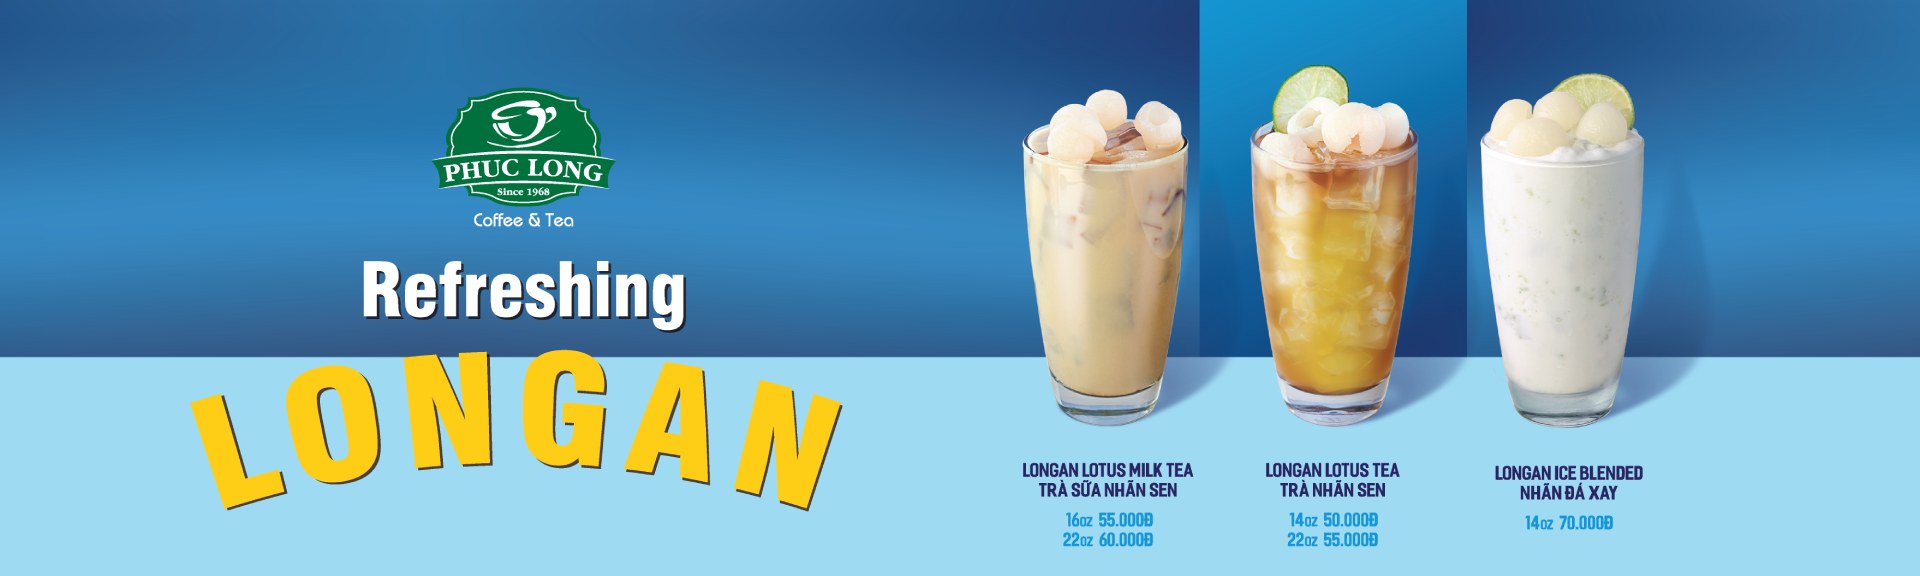 PHUC LONG
Since 1968
Coffee & Tea
Refreshing
LONGAN
LONGAN LOTUS MILK TEA
TRÀ SỮA NHÃN SEN
16oz 55.000Đ
22oz 60.000Đ
LONGAN LOTUS TEA
TRÀ NHÃN SEN
14oz 50.000Đ
22oz 55.000Đ
LONGAN ICE BLENDED
NHÃN ĐÁ XAY
14oz 70.000Đ